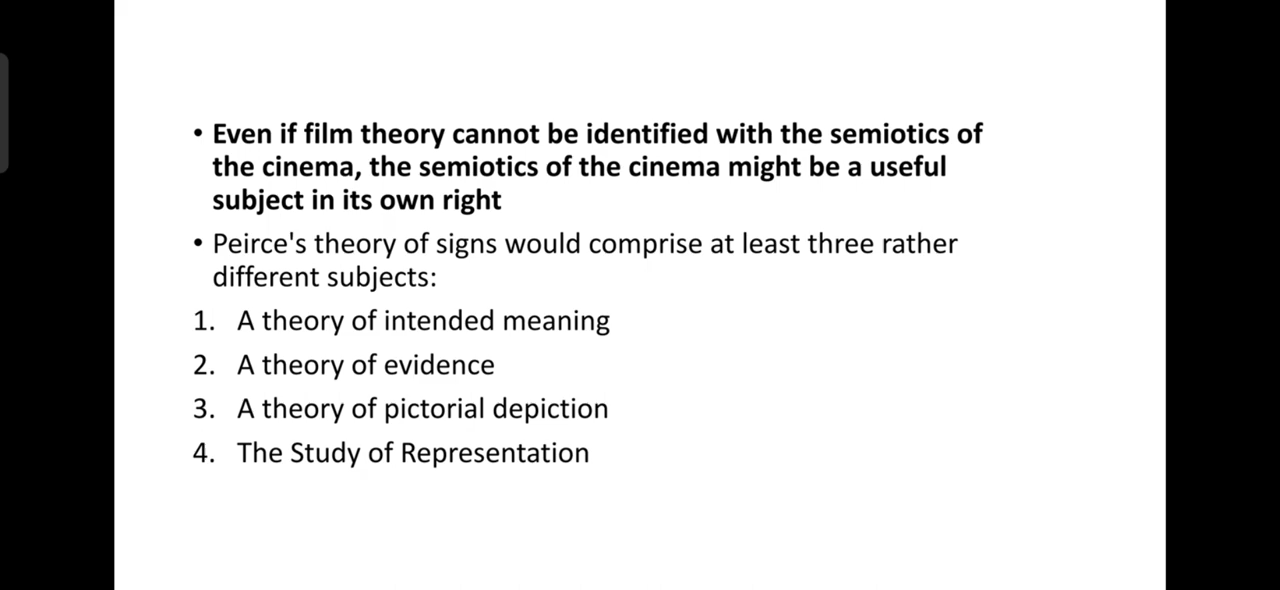 • Even if film theory cannot be identified with the semiotics of
the cinema, the semiotics of the cinema might be a useful
subject in its own right
• Peirce's theory of signs would comprise at least three rather
different subjects:
1. A theory of intended meaning
2. A theory of evidence
3. A theory of pictorial depiction
4. The Study of Representation